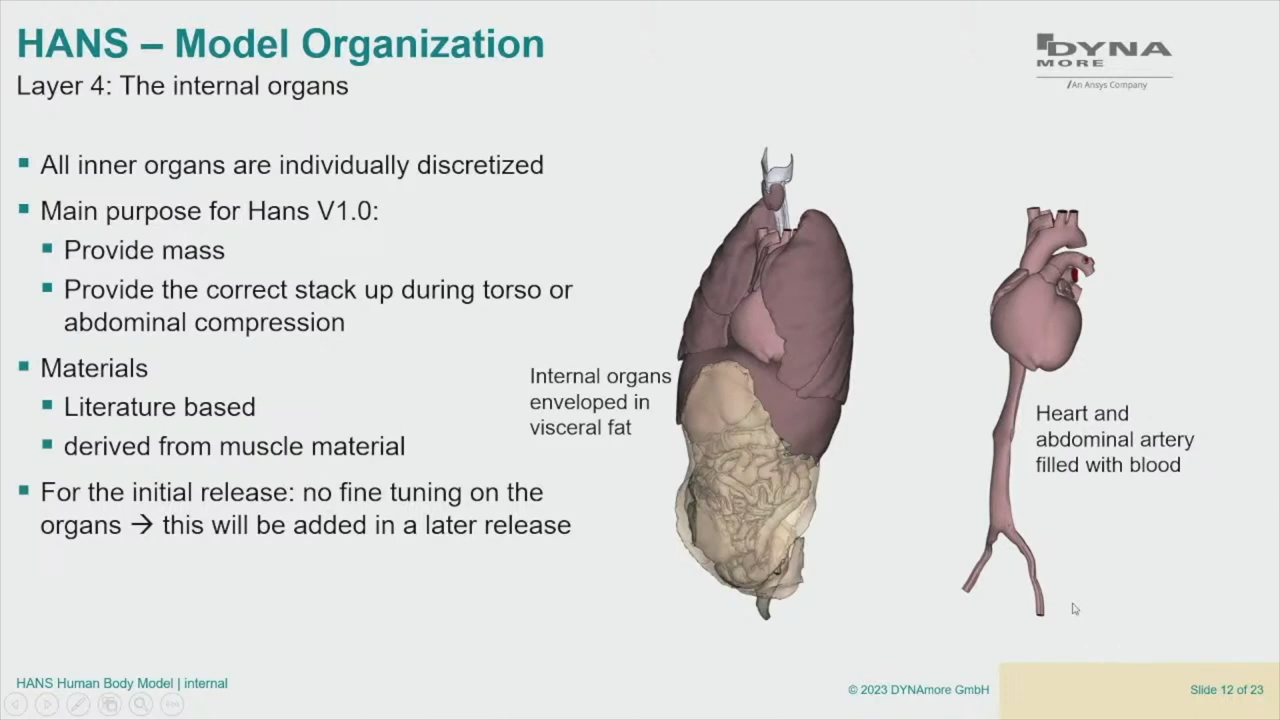 HANS – Model Organization
Layer 4: The internal organs
DYNA
MORE
/An Ansys Company
▪ All inner organs are individually discretized
▪ Main purpose for Hans V1.0:
▪ Provide mass
▪ Provide the correct stack up during torso or
abdominal compression
▪ Materials
▪ Literature based
▪ derived from muscle material
▪ For the initial release: no fine tuning on the
organs → this will be added in a later release
Internal organs
enveloped in
visceral fat
Heart and
abdominal artery
filled with blood
HANS Human Body Model | internal
© 2023 DYNAmore GmbH
Slide 12 of 23